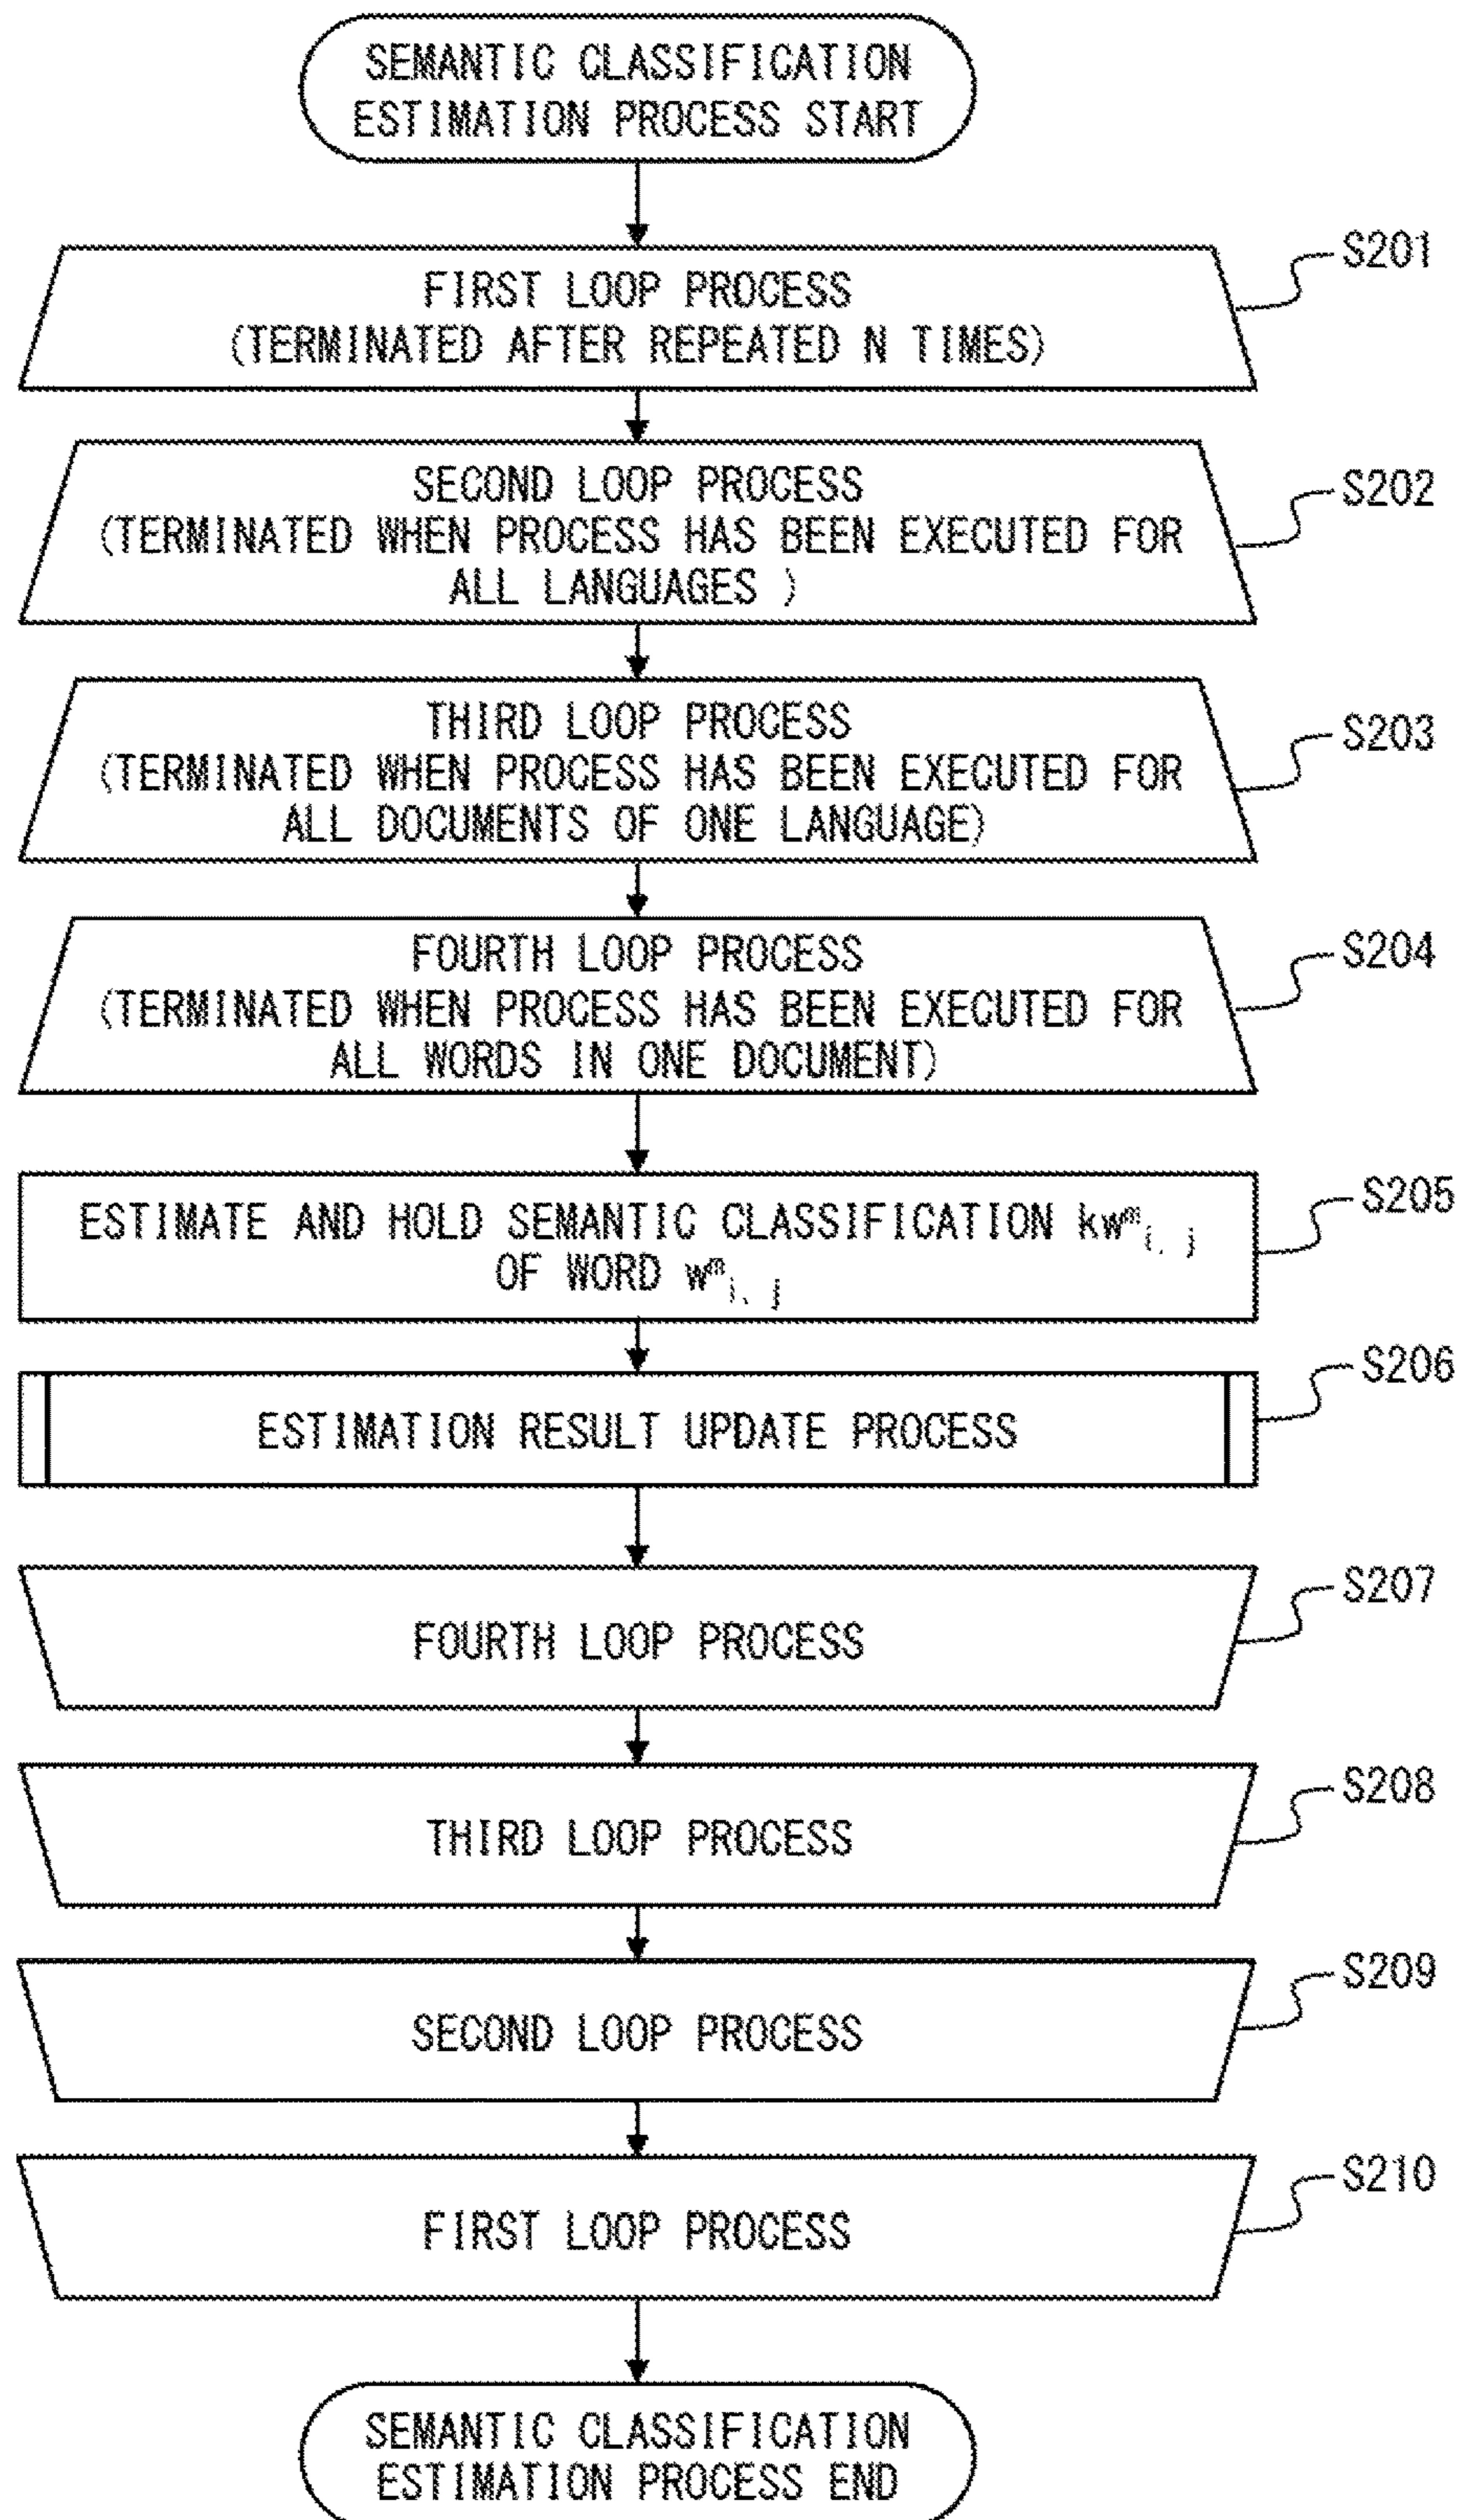 SEMANTIC CLASSIFICATION
ESTIMATION PROCESS START
S201
FIRST LOOP PROCESS
(TERMINATED AFTER REPEATED N TIMES)
S202
SECOND LOOP PROCESS
(TERMINATED WHEN PROCESS HAS BEEN EXECUTED FOR
ALL LANGUAGES )
S203
THIRD LOOP PROCESS
(TERMINATED WHEN PROCESS HAS BEEN EXECUTED FOR
ALL DOCUMENTS OF ONE LANGUAGE)
S204
FOURTH LOOP PROCESS
(TERMINATED WHEN PROCESS HAS BEEN EXECUTED FOR
ALL WORDS IN ONE DOCUMENT)
S205
ESTIMATE AND HOLD SEMANTIC CLASSIFICATION kw^m_{i, j}
OF WORD w^m_{i, j}
S206
ESTIMATION RESULT UPDATE PROCESS
S207
FOURTH LOOP PROCESS
S208
THIRD LOOP PROCESS
S209
SECOND LOOP PROCESS
S210
FIRST LOOP PROCESS
SEMANTIC CLASSIFICATION
ESTIMATION PROCESS END